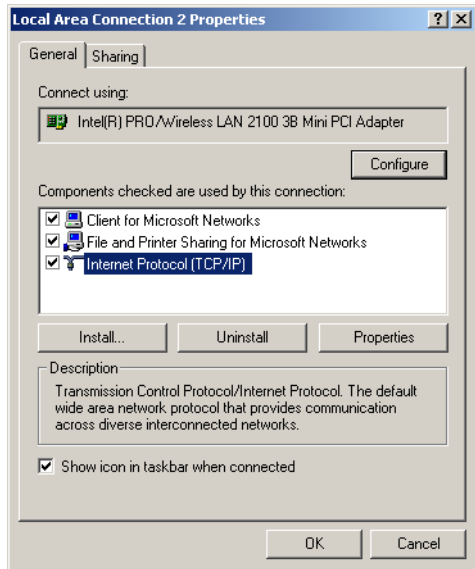 Local Area Connection 2 Properties
General
Sharing
Connect using:
Intel(R) PRO/Wireless LAN 2100 3B Mini PCI Adapter
Configure
Components checked are used by this connection:
Client for Microsoft Networks
File and Printer Sharing for Microsoft Networks
Internet Protocol (TCP/IP)
Install...
Uninstall
Properties
Description
Transmission Control Protocol/Internet Protocol. The default
wide area network protocol that provides communication
across diverse interconnected networks.
Show icon in taskbar when connected
OK
Cancel